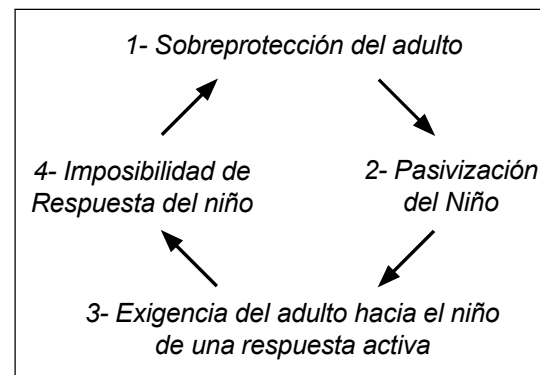 1- Sobreprotección del adulto
2- Pasivización
del Niño
3- Exigencia del adulto hacia el niño
de una respuesta activa
4- Imposibilidad de
Respuesta del niño